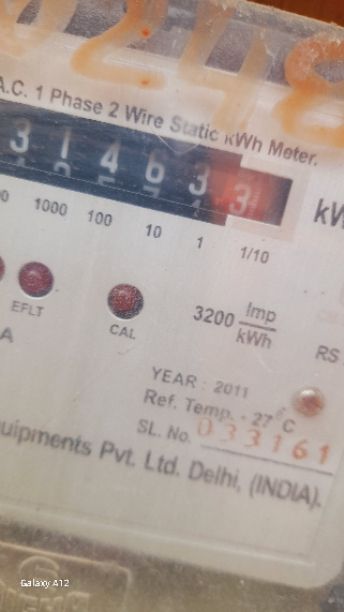 A.C. 1 Phase 2 Wire Static kWh Meter.
3 1 4 6 3 3
1000 100 10 1 1/10
EFLT CAL
3200 Imp/kWh
RS
YEAR : 2011
Ref. Temp. - 27°C
SL. No. 033161
uipments Pvt. Ltd. Delhi, (INDIA).
Galaxy A12